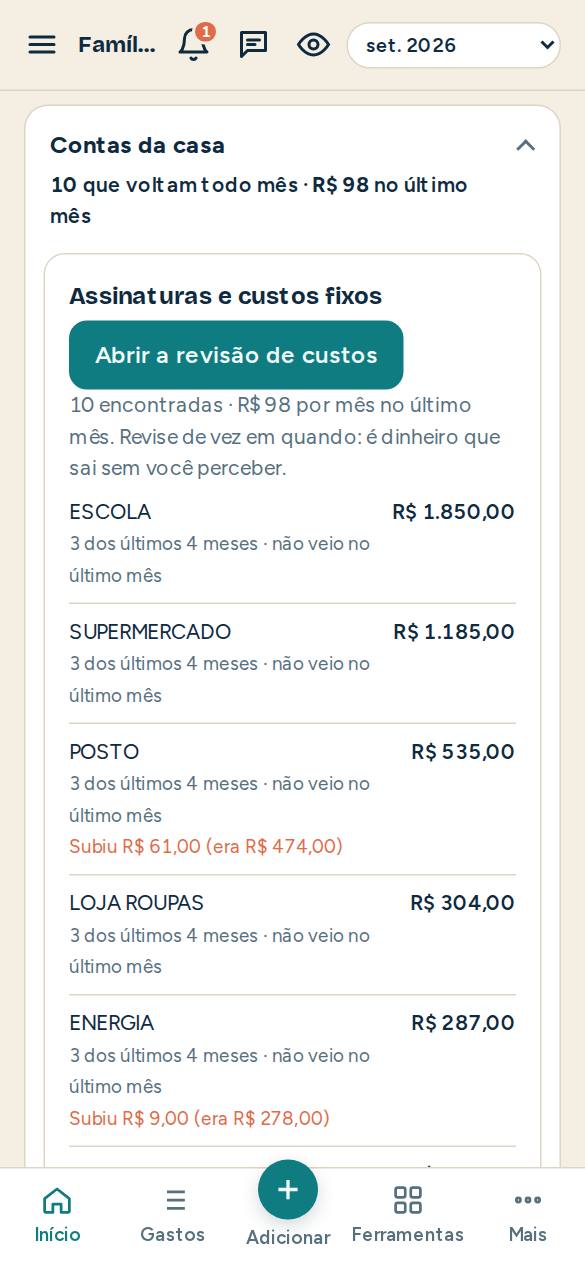 Famíl...
1
set. 2026
Contas da casa
10 que voltam todo mês · R$ 98 no último
mês
Assinaturas e custos fixos
Abrir a revisão de custos
10 encontradas · R$ 98 por mês no último
mês. Revise de vez em quando: é dinheiro que
sai sem você perceber.
ESCOLA R$ 1.850,00
3 dos últimos 4 meses · não veio no
último mês
SUPERMERCADO R$ 1.185,00
3 dos últimos 4 meses · não veio no
último mês
POSTO R$ 535,00
3 dos últimos 4 meses · não veio no
último mês
Subiu R$ 61,00 (era R$ 474,00)
LOJA ROUPAS R$ 304,00
3 dos últimos 4 meses · não veio no
último mês
ENERGIA R$ 287,00
3 dos últimos 4 meses · não veio no
último mês
Subiu R$ 9,00 (era R$ 278,00)
Início Gastos Adicionar Ferramentas Mais